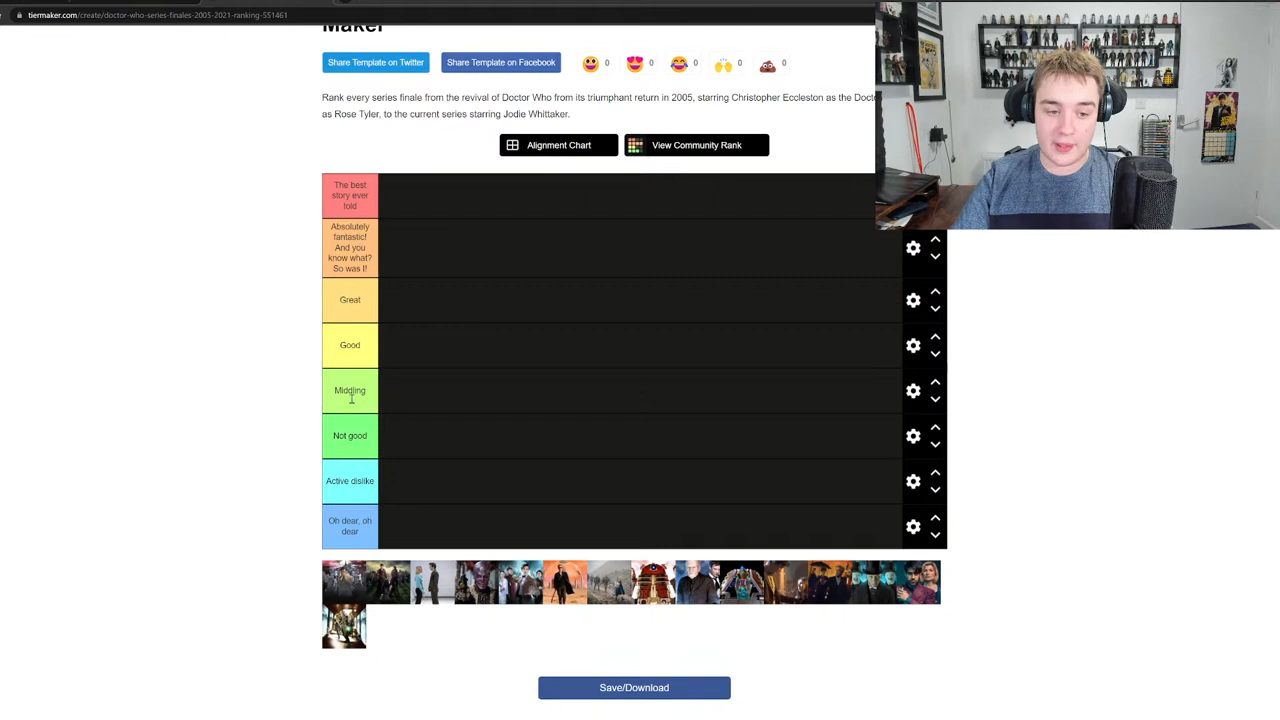 tiermaker.com/create/doctor-who-series-finales-2005-2021-ranking-551461
Maker
Share Template on Twitter
Share Template on Facebook
0
0
0
0
0
Rank every series finale from the revival of Doctor Who from its triumphant return in 2005, starring Christopher Eccleston as the
as Rose Tyler, to the current series starring Jodie Whittaker.
Alignment Chart
View Community Rank
The best
story ever
told
Absolutely
fantastic!
And you
know what?
So was I!
Great
Good
Middling
Not good
Active dislike
Oh dear, oh
dear
Save/Download